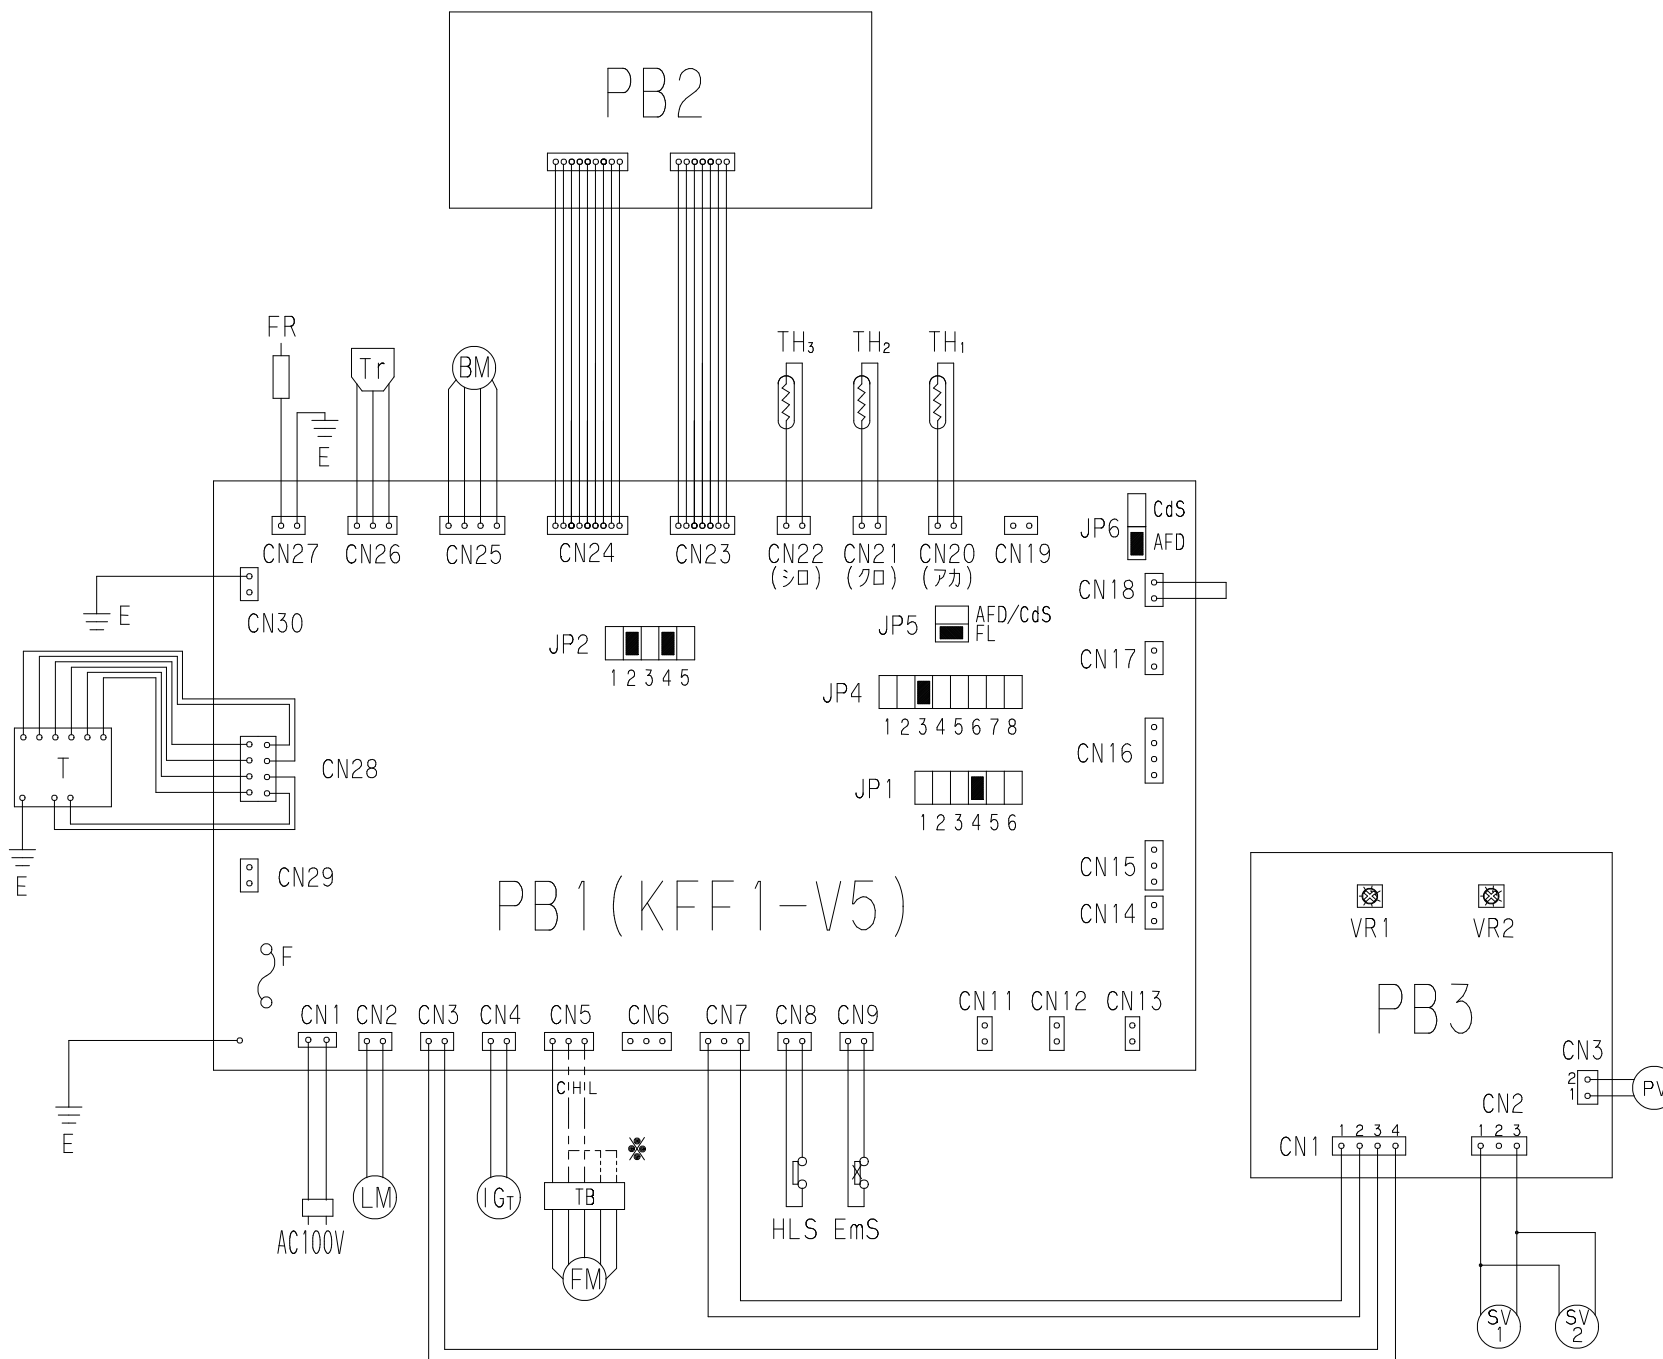 PB2
FR
Tr
BM
TH₃ TH₂ TH₁
E
CN27 CN26 CN25 CN24 CN23 CN22 CN21 CN20 CN19
(シロ) (クロ) (アカ)
JP6 CdS
AFD
CN18
E
CN30
JP5 AFD/CdS
FL
JP2
1 2 3 4 5
CN17
JP4
1 2 3 4 5 6 7 8
T
CN28
CN16
JP1
1 2 3 4 5 6
E
CN29
CN15
CN14
PB1(KFF1-V5)
VR1 VR2
F
PB3
CN1 CN2 CN3 CN4 CN5 CN6 CN7 CN8 CN9 CN11 CN12 CN13
CN3
2
1
PV
C H L
E
CN2
CN1 1 2 3 4
1 2 3
※
LM
IGT
TB
AC100V
HLS EmS
FM
SV
1
SV
2